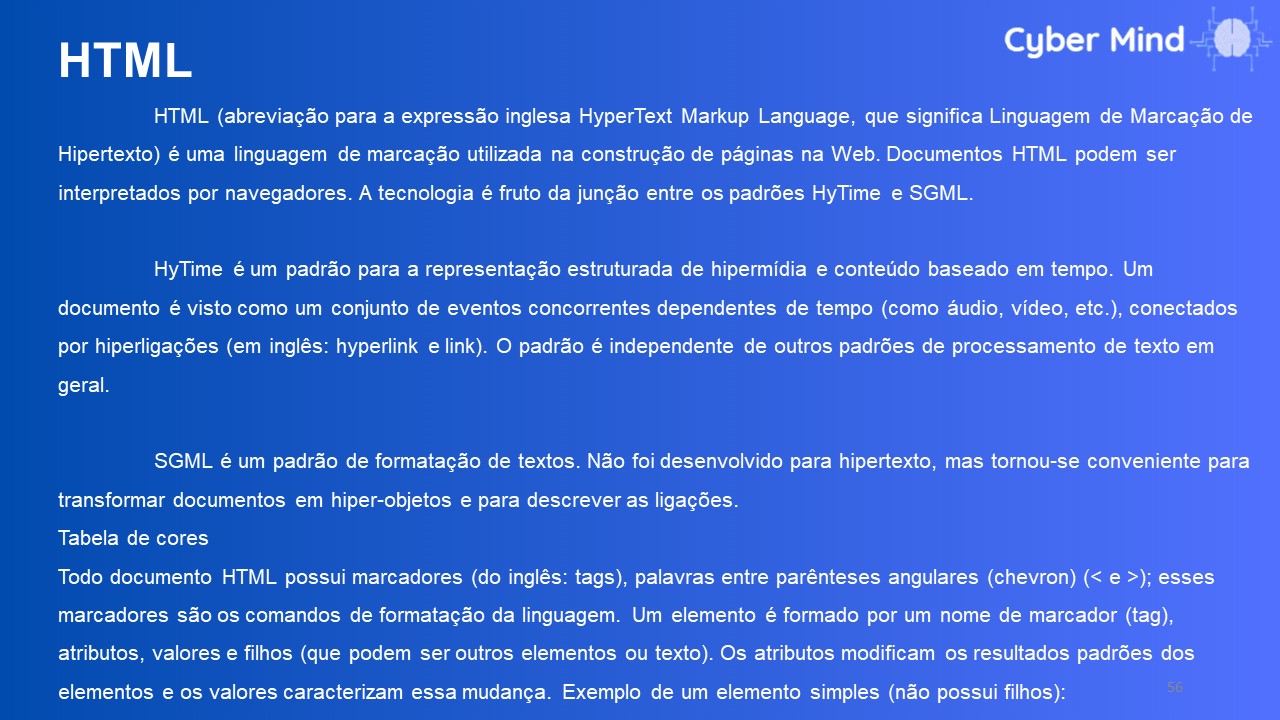 Cyber Mind
HTML
HTML (abreviação para a expressão inglesa HyperText Markup Language, que significa Linguagem de Marcação de
Hipertexto) é uma linguagem de marcação utilizada na construção de páginas na Web. Documentos HTML podem ser
interpretados por navegadores. A tecnologia é fruto da junção entre os padrões HyTime e SGML.
HyTime é um padrão para a representação estruturada de hipermídia e conteúdo baseado em tempo. Um
documento é visto como um conjunto de eventos concorrentes dependentes de tempo (como áudio, vídeo, etc.), conectados
por hiperligações (em inglês: hyperlink e link). O padrão é independente de outros padrões de processamento de texto em
geral.
SGML é um padrão de formatação de textos. Não foi desenvolvido para hipertexto, mas tornou-se conveniente para
transformar documentos em hiper-objetos e para descrever as ligações.
Tabela de cores
Todo documento HTML possui marcadores (do inglês: tags), palavras entre parênteses angulares (chevron) (< e >); esses
marcadores são os comandos de formatação da linguagem. Um elemento é formado por um nome de marcador (tag),
atributos, valores e filhos (que podem ser outros elementos ou texto). Os atributos modificam os resultados padrões dos
elementos e os valores caracterizam essa mudança. Exemplo de um elemento simples (não possui filhos):
56